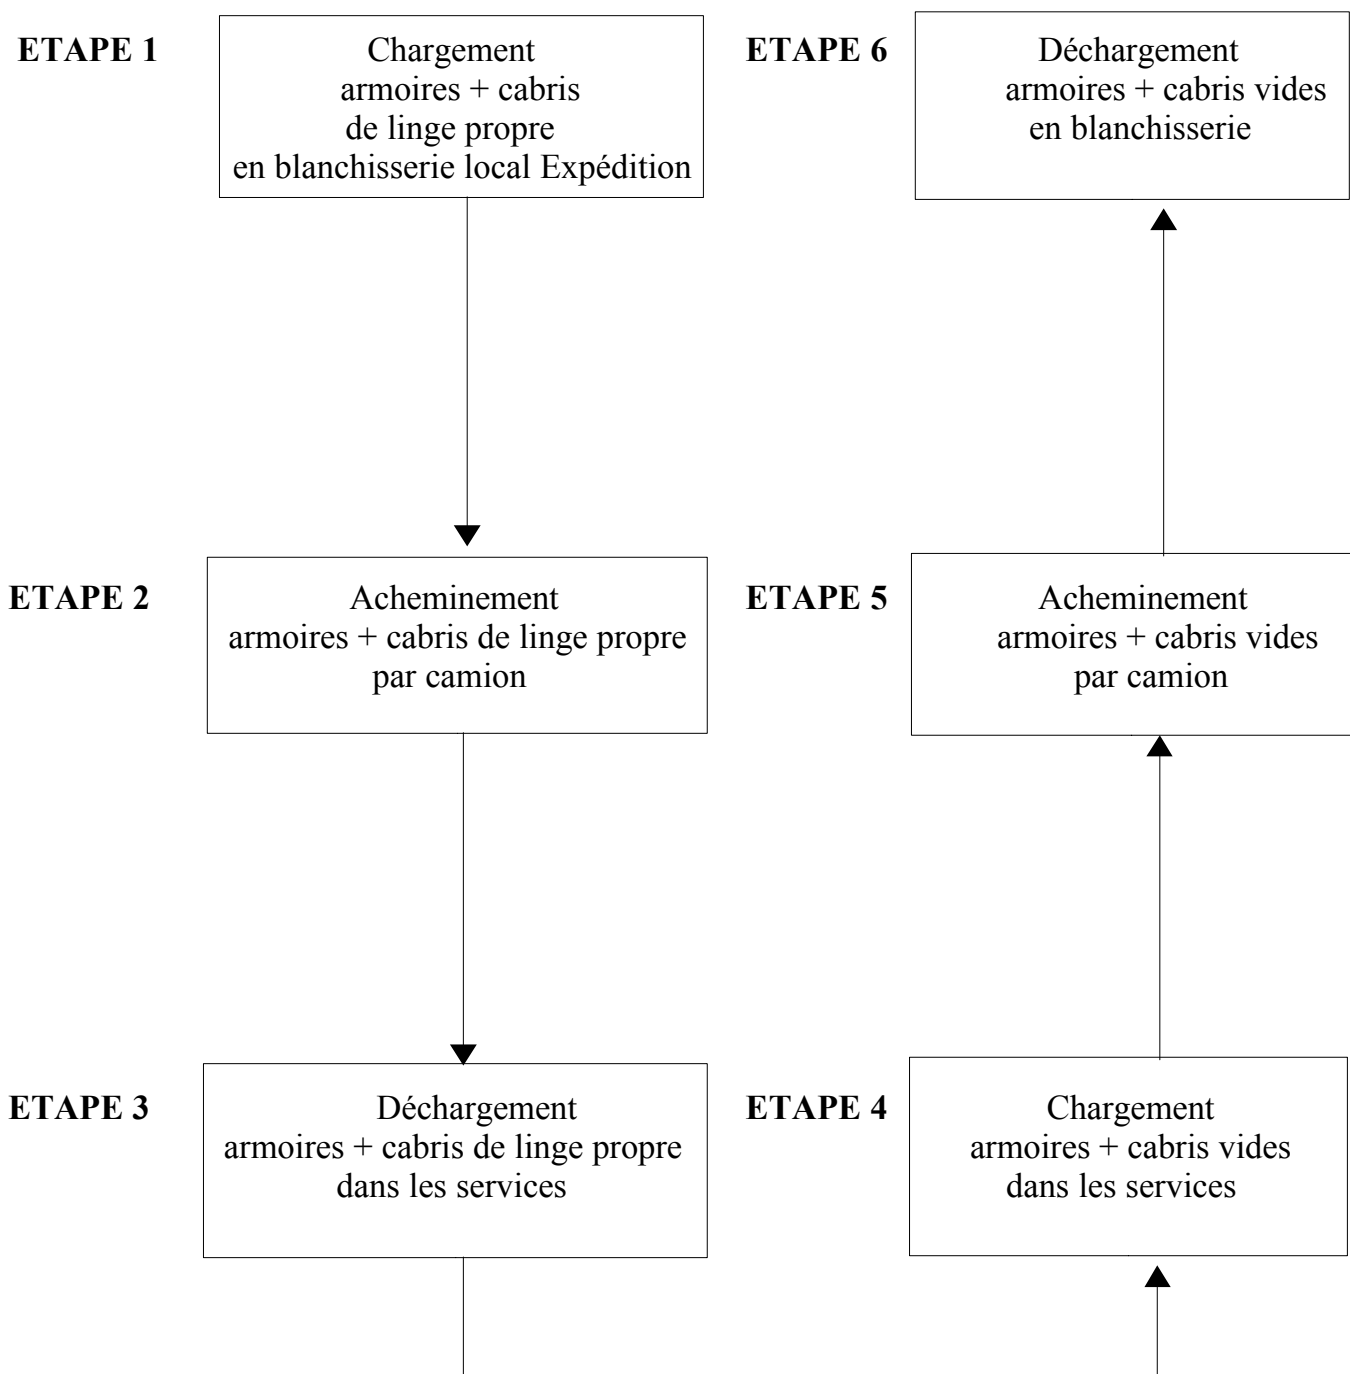 ETAPE 1
Chargement
armoires + cabris
de linge propre
en blanchisserie local Expédition
ETAPE 2
Acheminement
armoires + cabris de linge propre
par camion
ETAPE 3
Déchargement
armoires + cabris de linge propre
dans les services
ETAPE 4
Chargement
armoires + cabris vides
dans les services
ETAPE 5
Acheminement
armoires + cabris vides
par camion
ETAPE 6
Déchargement
armoires + cabris vides
en blanchisserie